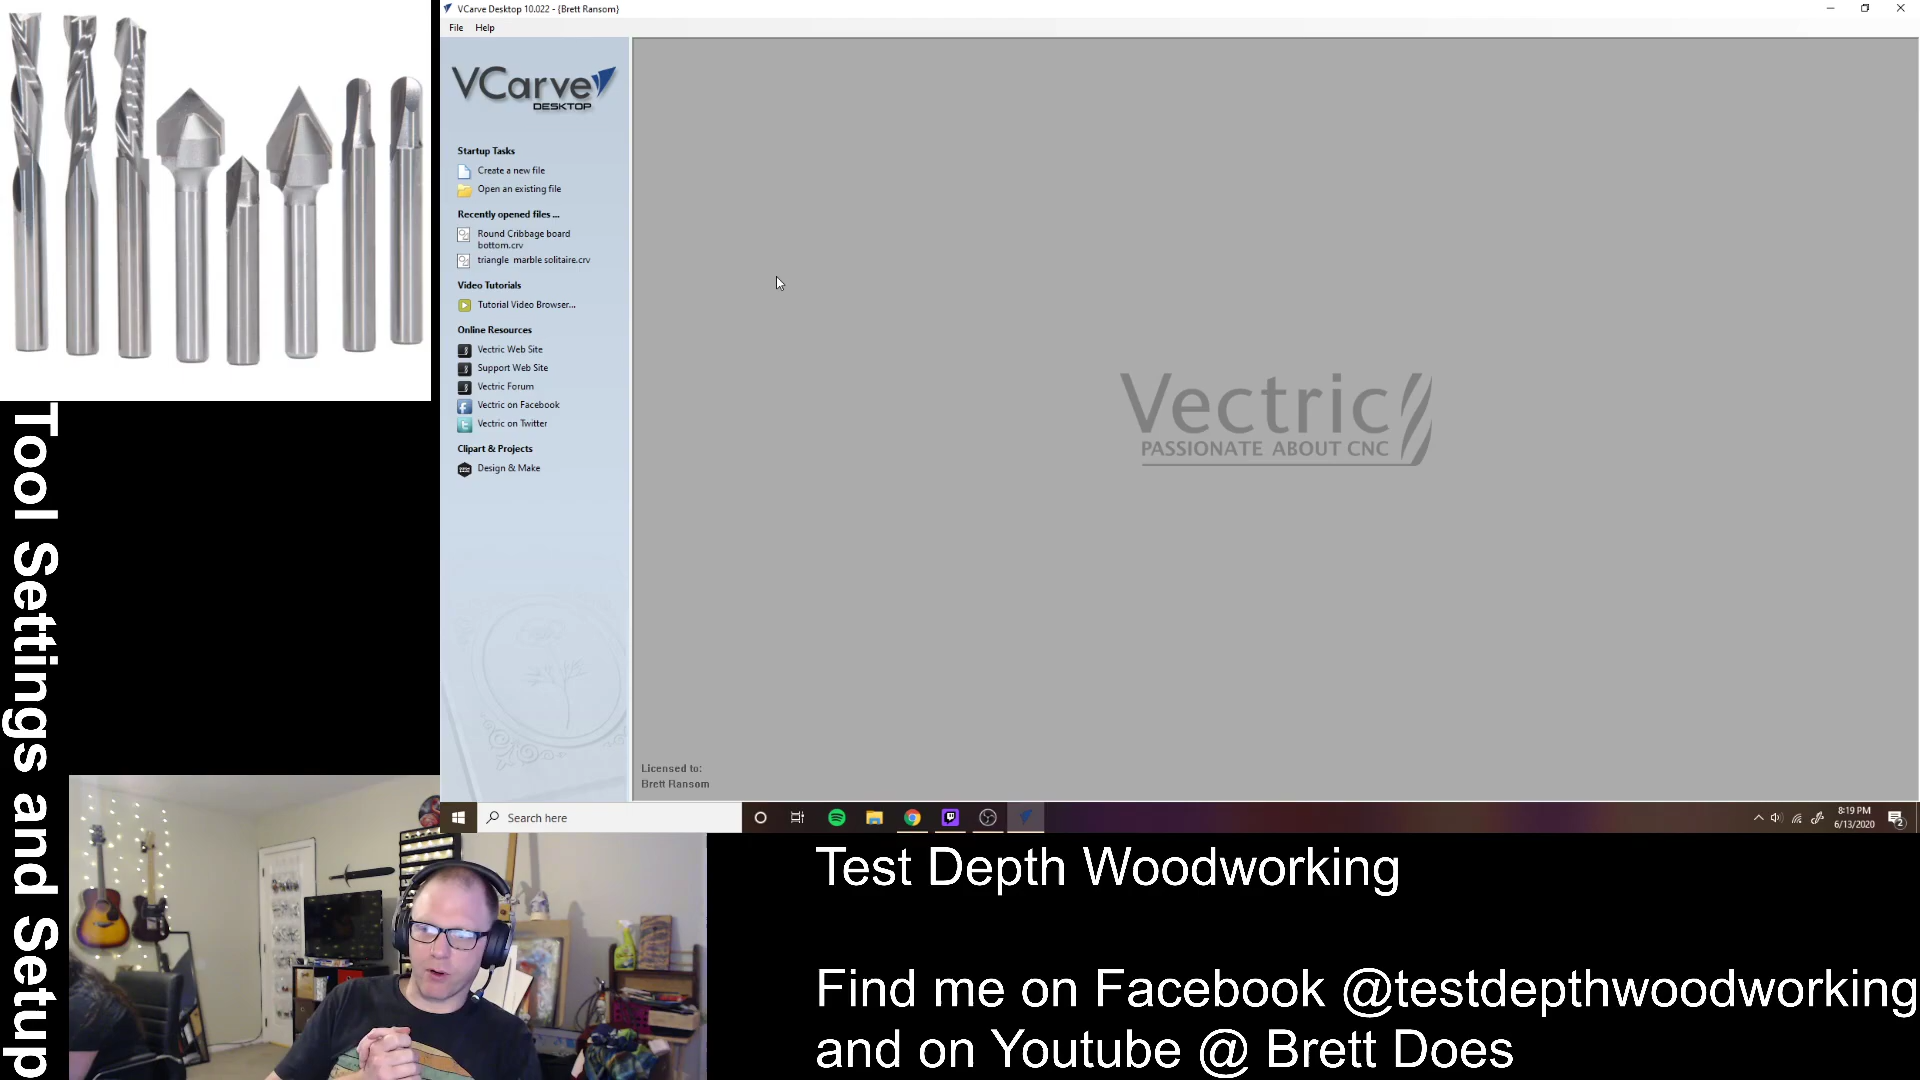 VCarve Desktop 10.022 - {Brett Ransom}
File Help
VCarve
DESKTOP
Startup Tasks
Create a new file
Open an existing file
Recently opened files ...
Round Cribbage board
bottom.crv
triangle marble solitaire.crv
Video Tutorials
Tutorial Video Browser...
Online Resources
Vectric Web Site
Support Web Site
Vectric Forum
Vectric on Facebook
Vectric on Twitter
Clipart & Projects
Design & Make
Vectric
PASSIONATE ABOUT CNC
Licensed to:
Brett Ransom
Search here
8:19 PM
6/13/2020
2
Tool Settings and Setup
Test Depth Woodworking
Find me on Facebook @testdepthwoodworking
and on Youtube @ Brett Does